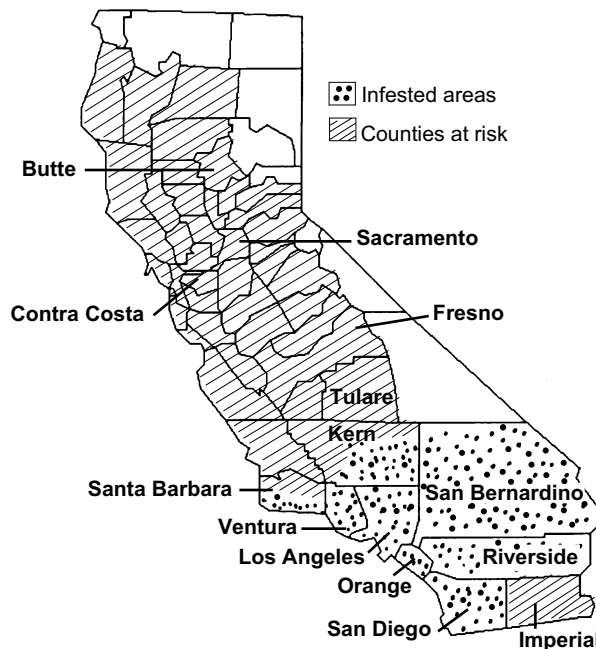 Infested areas
Counties at risk
Butte
Sacramento
Contra Costa
Fresno
Tulare
Kern
Santa Barbara
San Bernardino
Ventura
Los Angeles
Riverside
Orange
San Diego
Imperial